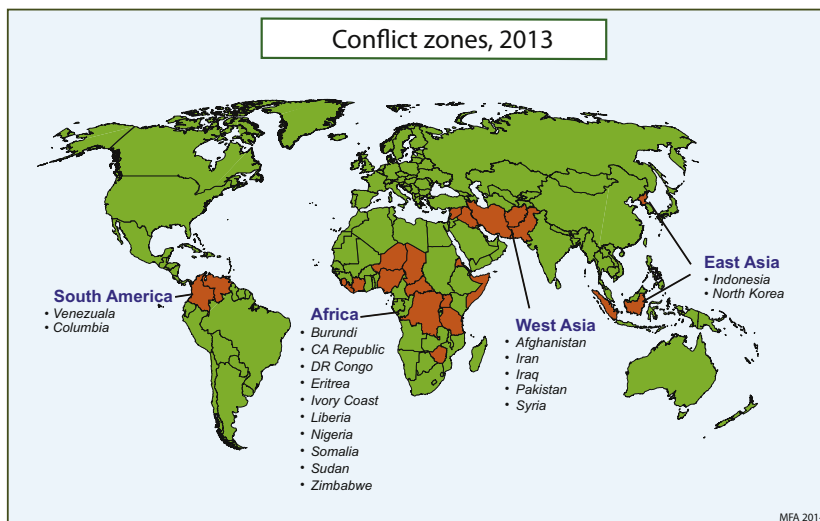 Conflict zones, 2013
South America
• Venezuala
• Columbia
Africa
• Burundi
• CA Republic
• DR Congo
• Eritrea
• Ivory Coast
• Liberia
• Nigeria
• Somalia
• Sudan
• Zimbabwe
West Asia
• Afghanistan
• Iran
• Iraq
• Pakistan
• Syria
East Asia
• Indonesia
• North Korea
MFA